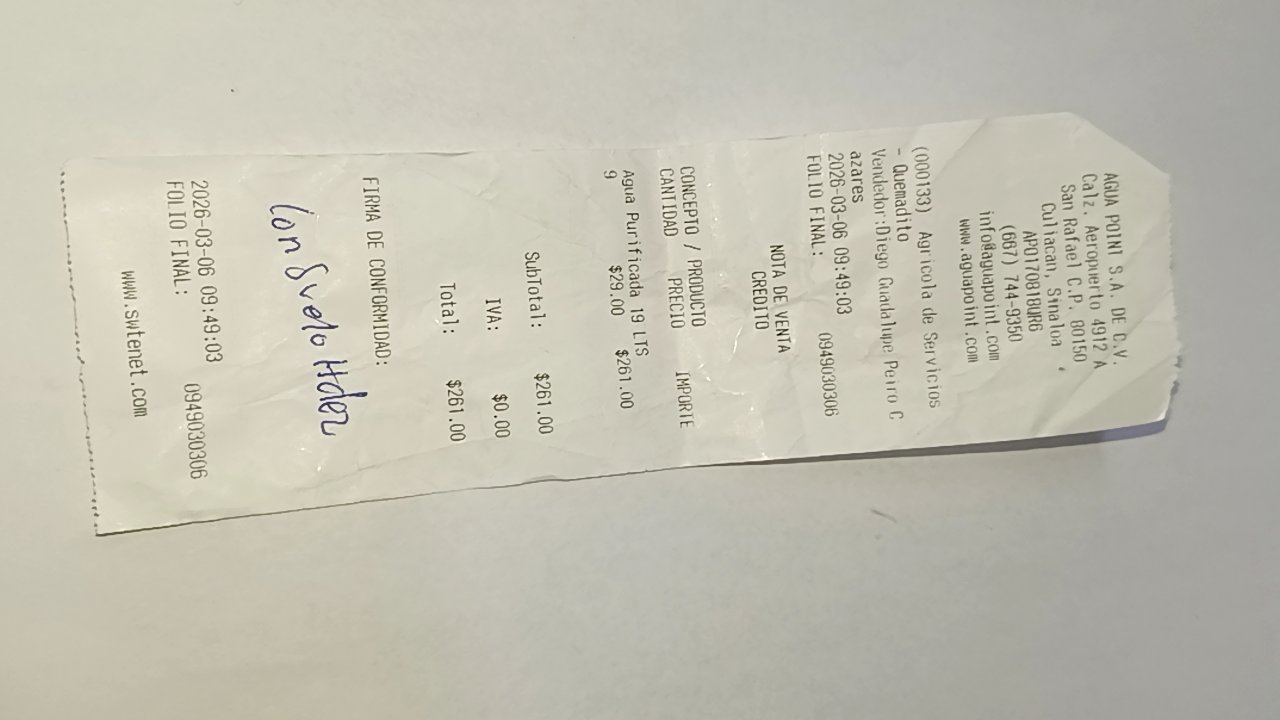 AGUA POINT S.A. DE C.V.
Calz. Aeropuerto 4912 A
San Rafael C.P. 80150
Culiacan, Sinaloa
APO170818UR6
(667) 744-9350
info@aguapoint.com
www.aguapoint.com
(000133) Agricola de Servicios
- Quemadito
Vendedor:Diego Guadalupe Peiro C
azares
2026-03-06 09:49:03
FOLIO FINAL: 0949030306
NOTA DE VENTA
CREDITO
CONCEPTO / PRODUCTO
CANTIDAD PRECIO IMPORTE
Agua Purificada 19 LTS
9 $29.00 $261.00
SubTotal: $261.00
IVA: $0.00
Total: $261.00
FIRMA DE CONFORMIDAD:
Consuelo Hdez
2026-03-06 09:49:03
FOLIO FINAL: 0949030306
www.swtenet.com